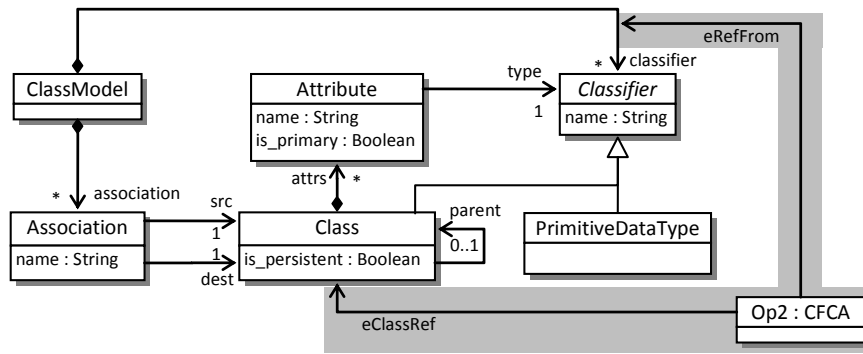 eRefFrom
* classifier
ClassModel
Attribute
name : String
is_primary : Boolean
type
1
Classifier
name : String
* association
attrs *
Association
name : String
src
1
1
dest
Class
is_persistent : Boolean
parent
0..1
PrimitiveDataType
eClassRef
Op2 : CFCA